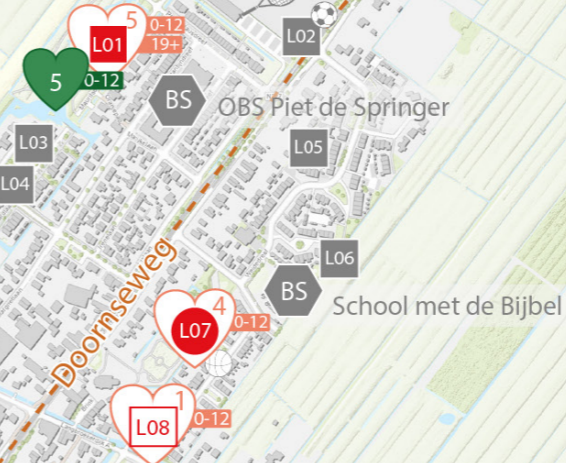 5
0-12
19+
L01
L02
5
0-12
BS
OBS Piet de Springer
L03
L05
L04
L06
BS
School met de Bijbel
Doornseweg
4
0-12
L07
1
0-12
L08